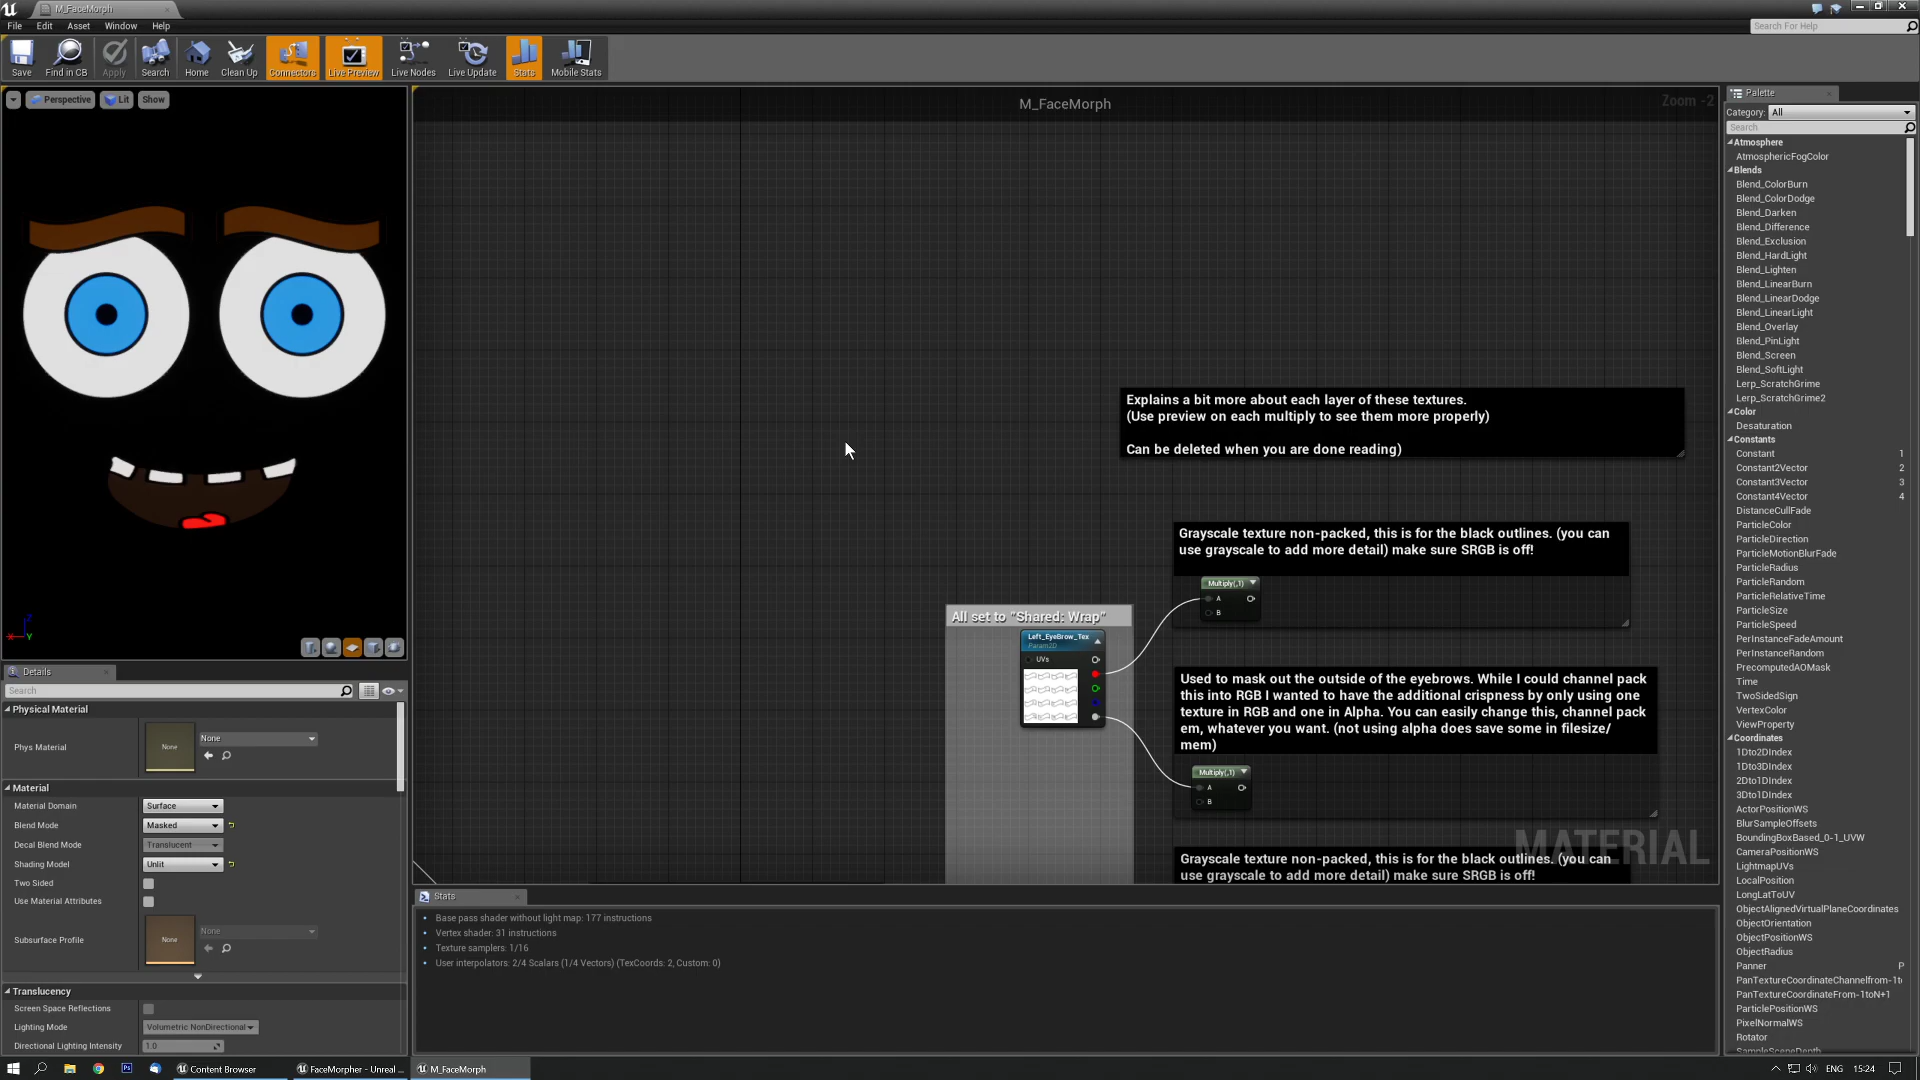 M_FaceMorph
File Edit Asset Window Help
Search For Help
Save Find in CB Apply Search Home Clean Up Connectors Live Preview Live Nodes Live Update Stats Mobile Stats
Perspective Lit Show
M_FaceMorph
Zoom -2
Explains a bit more about each layer of these textures.
(Use preview on each multiply to see them more properly)
Can be deleted when you are done reading)
Grayscale texture non-packed, this is for the black outlines. (you can
use grayscale to add more detail) make sure SRGB is off!
Multiply(,1)
A
B
All set to "Shared: Wrap"
Left_EyeBrow_Tex
Param2D
UVs
Used to mask out the outside of the eyebrows. While I could channel pack
this into RGB I wanted to have the additional crispness by only using one
texture in RGB and one in Alpha. You can easily change this, channel pack
em, whatever you want. (not using alpha does save some in filesize/
mem)
Multiply(,1)
A
B
MATERIAL
Grayscale texture non-packed, this is for the black outlines. (you can
use grayscale to add more detail) make sure SRGB is off!
Z
X
Y
Details
Search
Physical Material
Phys Material
None
None
Material
Material Domain Surface
Blend Mode Masked
Decal Blend Mode Translucent
Shading Model Unlit
Two Sided
Use Material Attributes
Subsurface Profile
None
None
Translucency
Screen Space Reflections
Lighting Mode Volumetric NonDirectional
Directional Lighting Intensity 1.0
Stats
Base pass shader without light map: 177 instructions
Vertex shader: 31 instructions
Texture samplers: 1/16
User interpolators: 2/4 Scalars (1/4 Vectors) (TexCoords: 2, Custom: 0)
Palette
Category: All
Search
Atmosphere
AtmosphericFogColor
Blends
Blend_ColorBurn
Blend_ColorDodge
Blend_Darken
Blend_Difference
Blend_Exclusion
Blend_HardLight
Blend_Lighten
Blend_LinearBurn
Blend_LinearDodge
Blend_LinearLight
Blend_Overlay
Blend_PinLight
Blend_Screen
Blend_SoftLight
Lerp_ScratchGrime
Lerp_ScratchGrime2
Color
Desaturation
Constants
Constant 1
Constant2Vector 2
Constant3Vector 3
Constant4Vector 4
DistanceCullFade
ParticleColor
ParticleDirection
ParticleMotionBlurFade
ParticleRadius
ParticleRandom
ParticleRelativeTime
ParticleSize
ParticleSpeed
PerInstanceFadeAmount
PerInstanceRandom
PrecomputedAOMask
Time
TwoSidedSign
VertexColor
ViewProperty
Coordinates
1Dto2DIndex
1Dto3DIndex
2Dto1DIndex
3Dto1DIndex
ActorPositionWS
BlurSampleOffsets
BoundingBoxBased_0-1_UVW
CameraPositionWS
LightmapUVs
LocalPosition
LongLatToUV
ObjectAlignedVirtualPlaneCoordinates
ObjectOrientation
ObjectPositionWS
ObjectRadius
Panner P
PanTextureCoordinateChannelfrom-1t
PanTextureCoordinateFrom-1toN+1
ParticlePositionWS
PixelNormalWS
Rotator
SampleSceneDepth
Content Browser
FaceMorpher - Unreal ...
M_FaceMorph
ENG 15:24